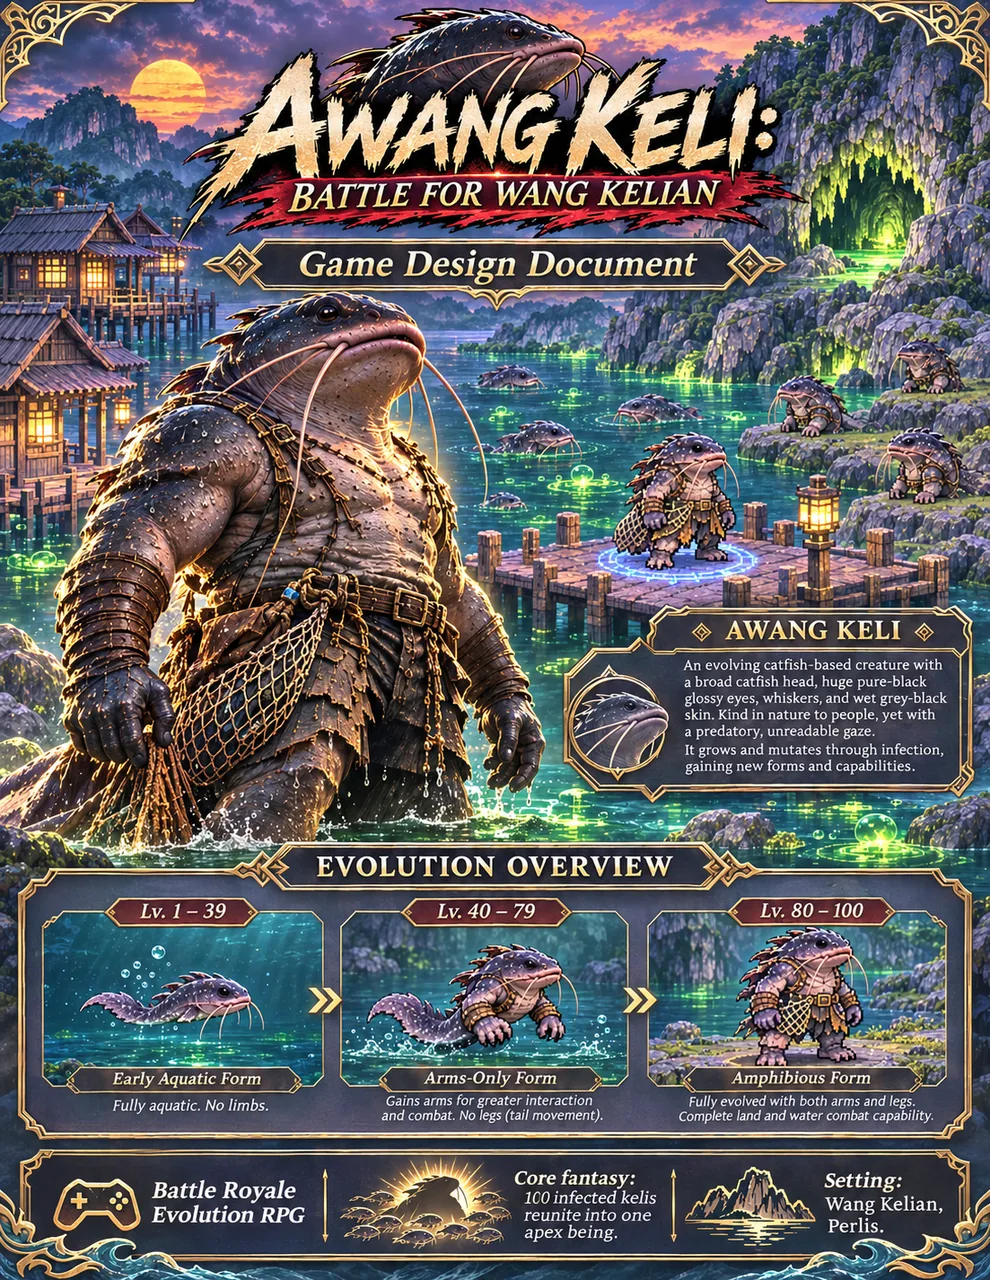 AWANG KELI:
BATTLE FOR WANG KELIAN
Game Design Document
AWANG KELI
An evolving catfish-based creature with
a broad catfish head, huge pure-black
glossy eyes, whiskers, and wet grey-black
skin. Kind in nature to people, yet with
a predatory, unreadable gaze.
It grows and mutates through infection,
gaining new forms and capabilities.
EVOLUTION OVERVIEW
Lv. 1 – 39
Early Aquatic Form
Fully aquatic. No limbs.
Lv. 40 – 79
Arms-Only Form
Gains arms for greater interaction
and combat. No legs (tail movement).
Lv. 80 – 100
Amphibious Form
Fully evolved with both arms and legs.
Complete land and water combat capability.
Battle Royale
Evolution RPG
Core fantasy:
100 infected kelis
reunite into one
apex being.
Setting:
Wang Kelian,
Perlis.